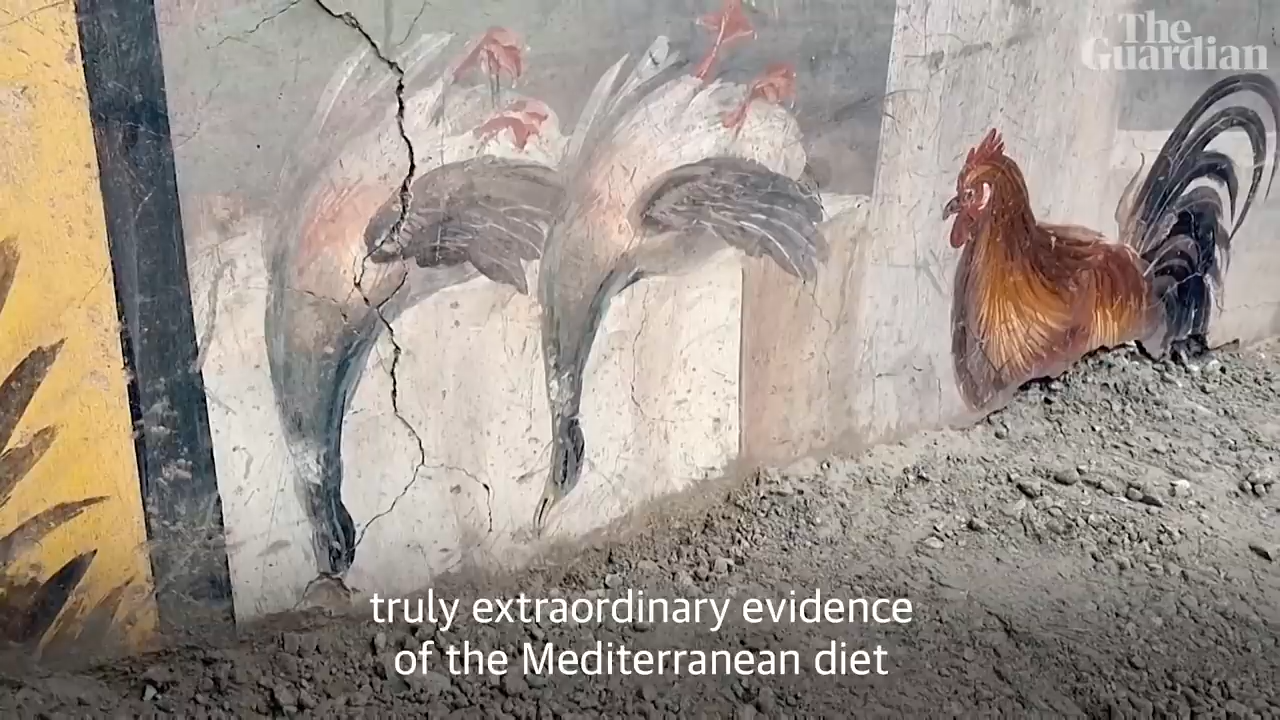 The
Guardian
truly extraordinary evidence
of the Mediterranean diet